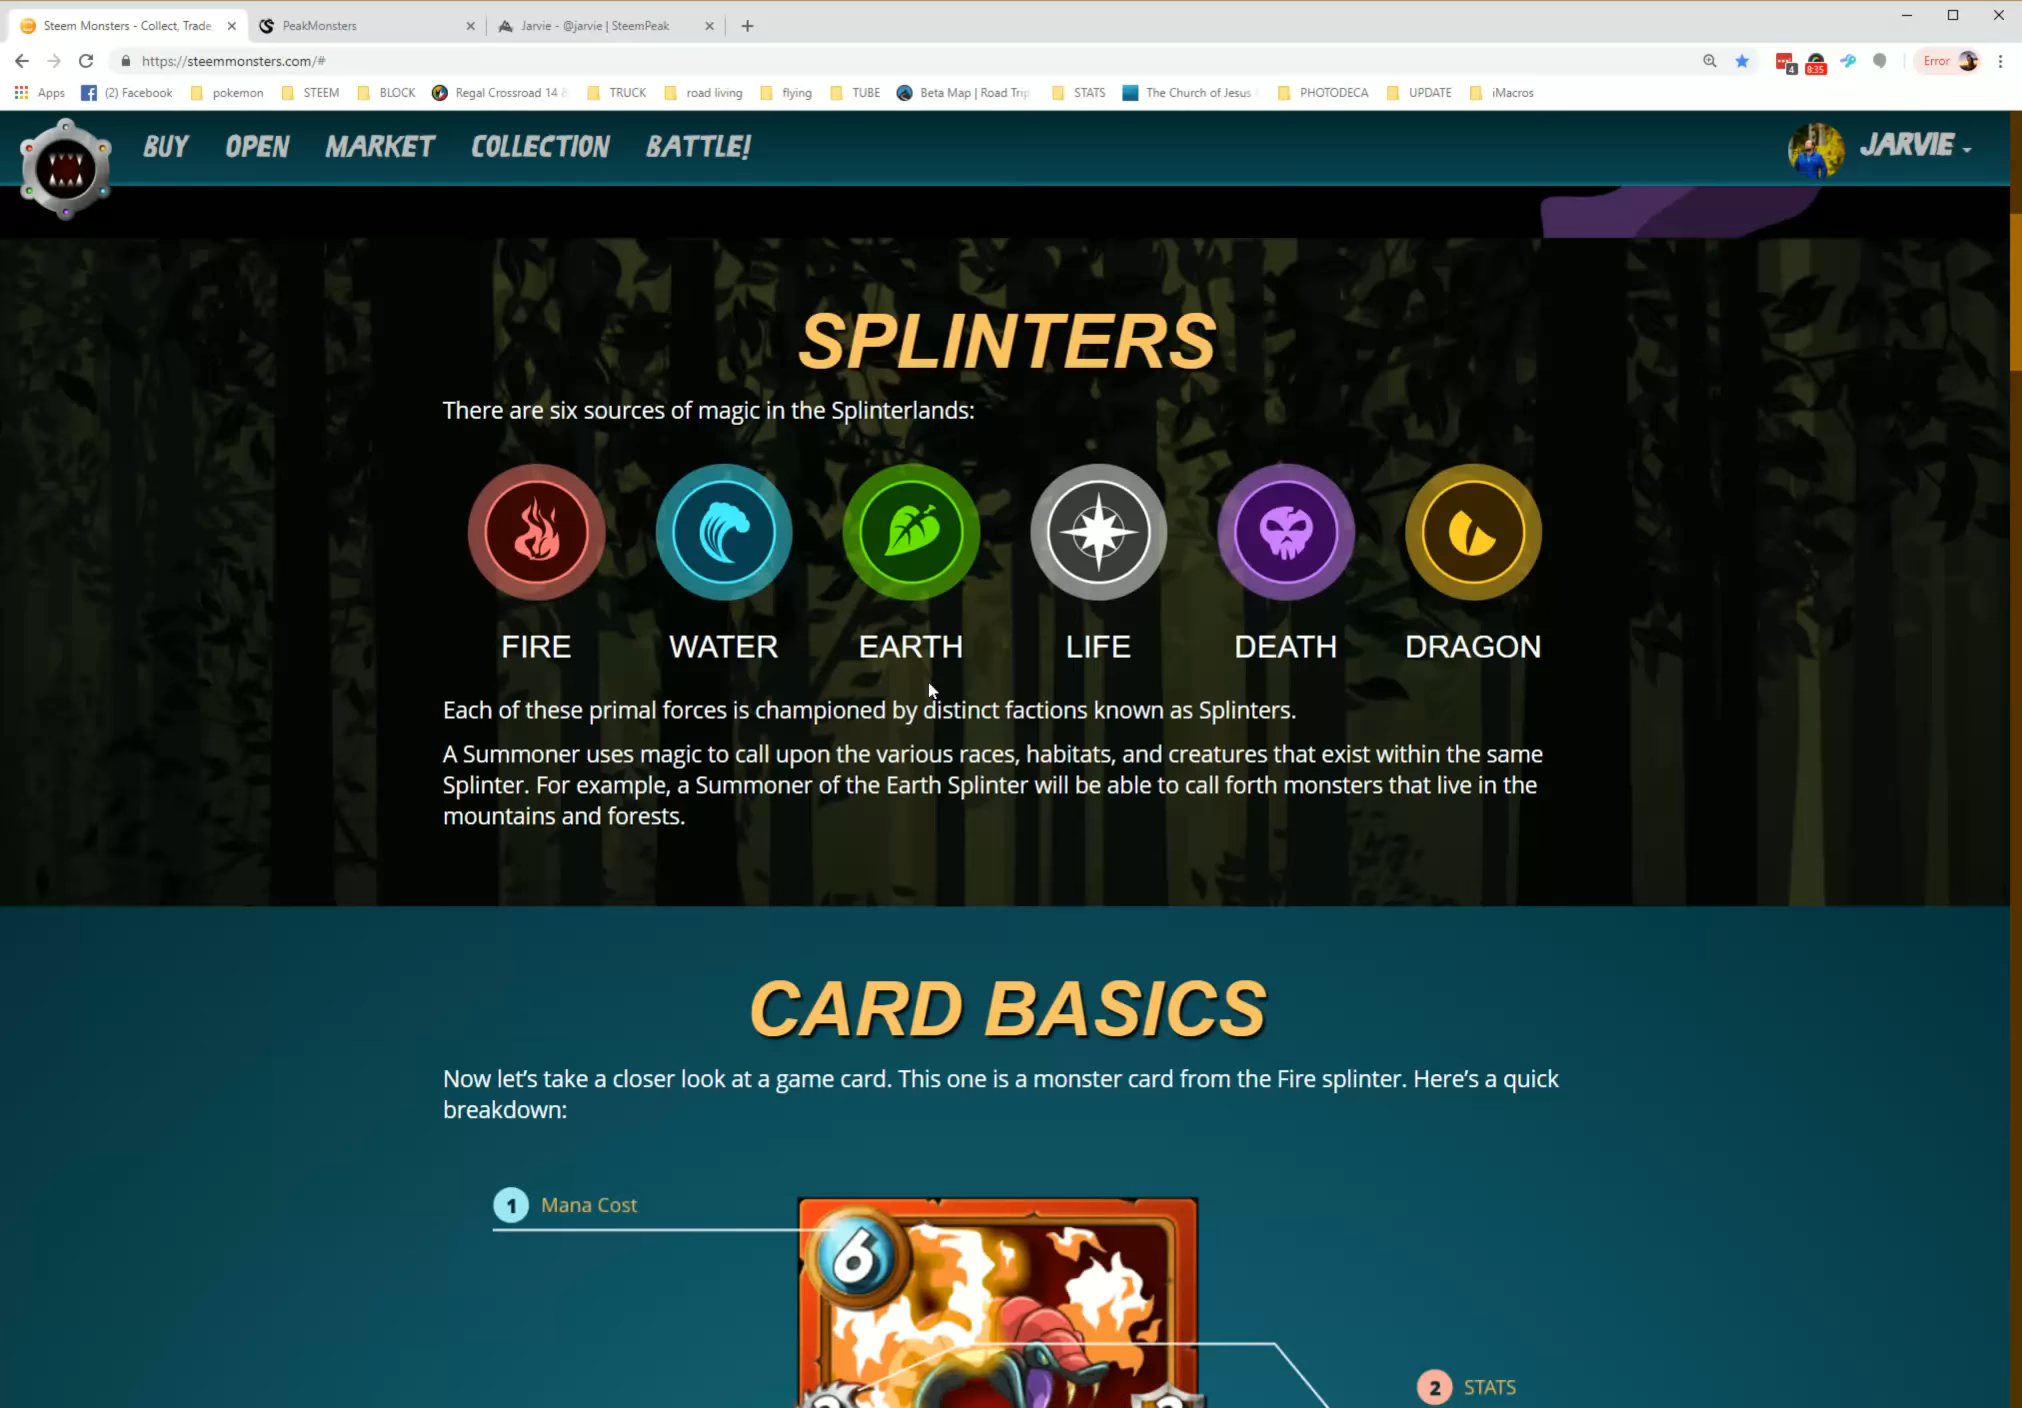 Steem Monsters - Collect, Trade,
PeakMonsters
Jarvie - @jarvie | SteemPeak
https://steemmonsters.com/#
4
8:35
Error
Apps
(2) Facebook
pokemon
STEEM
BLOCK
Regal Crossroad 14 &
TRUCK
road living
flying
TUBE
Beta Map | Road Trip
STATS
The Church of Jesus
PHOTODECA
UPDATE
iMacros
BUY
OPEN
MARKET
COLLECTION
BATTLE!
JARVIE
SPLINTERS
There are six sources of magic in the Splinterlands:
FIRE
WATER
EARTH
LIFE
DEATH
DRAGON
Each of these primal forces is championed by distinct factions known as Splinters.
A Summoner uses magic to call upon the various races, habitats, and creatures that exist within the same
Splinter. For example, a Summoner of the Earth Splinter will be able to call forth monsters that live in the
mountains and forests.
CARD BASICS
Now let’s take a closer look at a game card. This one is a monster card from the Fire splinter. Here’s a quick
breakdown:
1 Mana Cost
6
2 STATS